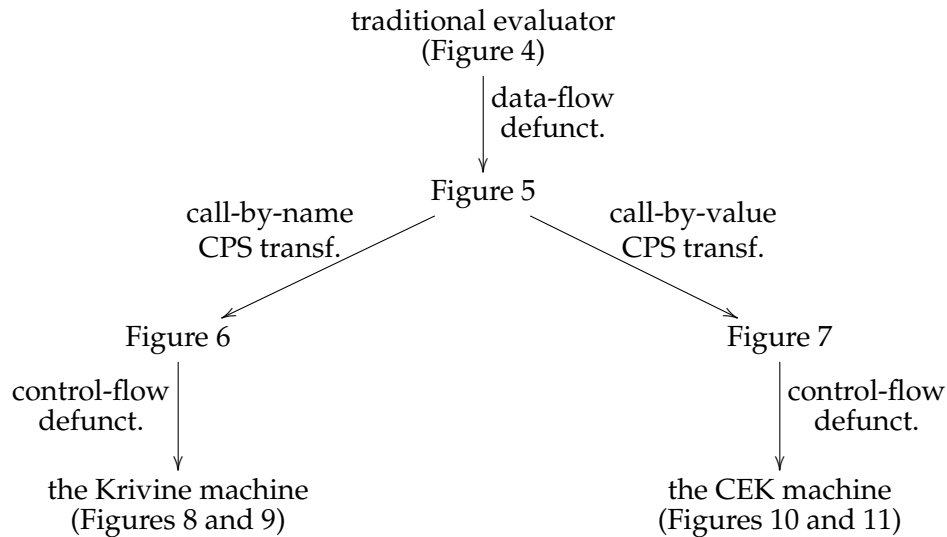 traditional evaluator
(Figure 4)
data-flow
defunct.
Figure 5
call-by-name
CPS transf.
call-by-value
CPS transf.
Figure 6
Figure 7
control-flow
defunct.
control-flow
defunct.
the Krivine machine
(Figures 8 and 9)
the CEK machine
(Figures 10 and 11)